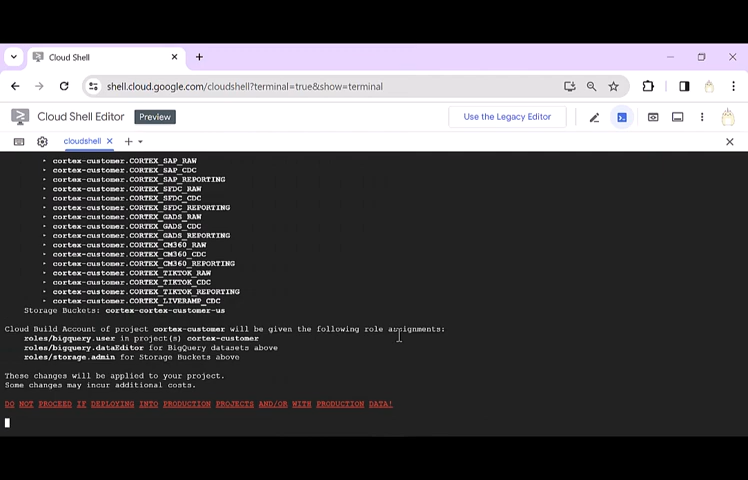 Cloud Shell
shell.cloud.google.com/cloudshell?terminal=true&show=terminal
Cloud Shell Editor
Preview
Use the Legacy Editor
cloudshell
cortex-customer.CORTEX_SAP_RAW
cortex-customer.CORTEX_SAP_CDC
cortex-customer.CORTEX_SAP_REPORTING
cortex-customer.CORTEX_SFDC_RAW
cortex-customer.CORTEX_SFDC_CDC
cortex-customer.CORTEX_SFDC_REPORTING
cortex-customer.CORTEX_GADS_RAW
cortex-customer.CORTEX_GADS_CDC
cortex-customer.CORTEX_GADS_REPORTING
cortex-customer.CORTEX_CM360_RAW
cortex-customer.CORTEX_CM360_CDC
cortex-customer.CORTEX_CM360_REPORTING
cortex-customer.CORTEX_TIKTOK_RAW
cortex-customer.CORTEX_TIKTOK_CDC
cortex-customer.CORTEX_TIKTOK_REPORTING
cortex-customer.CORTEX_LIVERAMP_CDC
Storage Buckets: cortex-cortex-customer-us
Cloud Build Account of project cortex-customer will be given the following role assignments:
roles/bigquery.user in project(s) cortex-customer
roles/bigquery.dataEditor for BigQuery datasets above
roles/storage.admin for Storage Buckets above
These changes will be applied to your project.
Some changes may incur additional costs.
DO NOT PROCEED IF DEPLOYING INTO PRODUCTION PROJECTS AND/OR WITH PRODUCTION DATA!